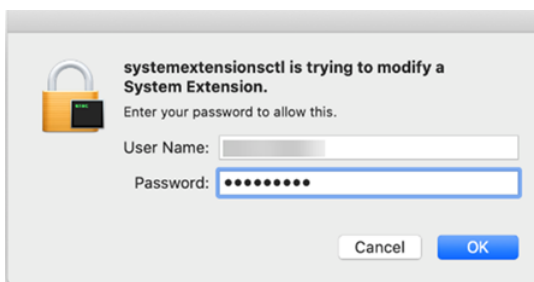 systemextensionsctl is trying to modify a
System Extension.
Enter your password to allow this.
User Name:
Password: •••••••••
Cancel OK